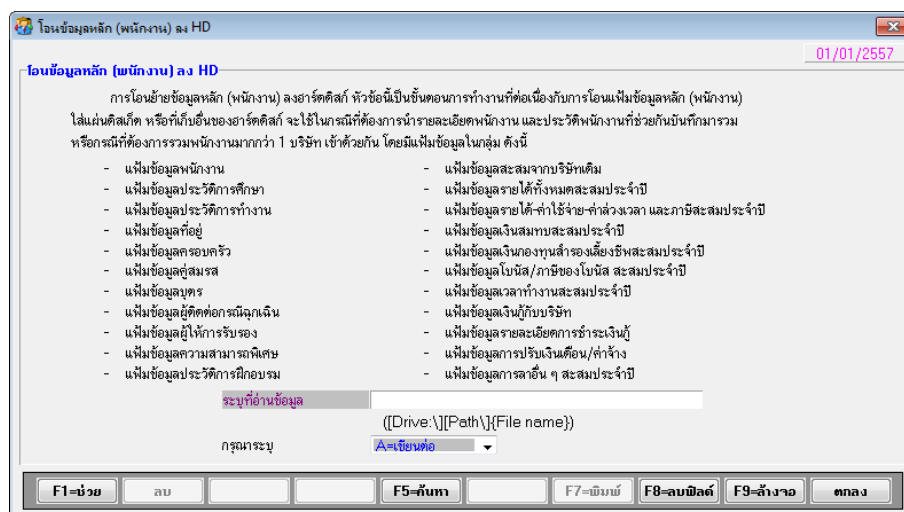 โอนข้อมูลหลัก (พนักงาน) ลง HD
01/01/2557
โอนข้อมูลหลัก (พนักงาน) ลง HD
การโอนย้ายข้อมูลหลัก (พนักงาน) ลงฮาร์ดดิสก์ หัวข้อนี้เป็นขั้นตอนการทำงานที่ต่อเนื่องกับการโอนแฟ้มข้อมูลหลัก (พนักงาน)
ใส่แผ่นดิสเก็ต หรือที่เก็บอื่นของฮาร์ดดิสก์ จะใช้ในกรณีที่ต้องการนำรายละเอียดพนักงาน และประวัติพนักงานที่ช่วยกันบันทึกมารวม
หรือกรณีที่ต้องการรวมพนักงานมากกว่า 1 บริษัท เข้าด้วยกัน โดยมีแฟ้มข้อมูลในกลุ่ม ดังนี้
- แฟ้มข้อมูลพนักงาน
- แฟ้มข้อมูลประวัติการศึกษา
- แฟ้มข้อมูลประวัติการทำงาน
- แฟ้มข้อมูลที่อยู่
- แฟ้มข้อมูลครอบครัว
- แฟ้มข้อมูลคู่สมรส
- แฟ้มข้อมูลบุตร
- แฟ้มข้อมูลผู้ติดต่อกรณีฉุกเฉิน
- แฟ้มข้อมูลผู้ให้การรับรอง
- แฟ้มข้อมูลความสามารถพิเศษ
- แฟ้มข้อมูลประวัติการฝึกอบรม
- แฟ้มข้อมูลสะสมจากบริษัทเดิม
- แฟ้มข้อมูลรายได้ทั้งหมดสะสมประจำปี
- แฟ้มข้อมูลรายได้-ค่าใช้จ่าย-ค่าล่วงเวลา และภาษีสะสมประจำปี
- แฟ้มข้อมูลเงินสมทบสะสมประจำปี
- แฟ้มข้อมูลเงินกองทุนสำรองเลี้ยงชีพสะสมประจำปี
- แฟ้มข้อมูลโบนัส/ภาษีของโบนัส สะสมประจำปี
- แฟ้มข้อมูลเวลาทำงานสะสมประจำปี
- แฟ้มข้อมูลเงินกู้กับบริษัท
- แฟ้มข้อมูลรายละเอียดการชำระเงินกู้
- แฟ้มข้อมูลการปรับเงินเดือน/ค่าจ้าง
- แฟ้มข้อมูลการลาอื่น ๆ สะสมประจำปี
ระบุที่อ่านข้อมูล
([Drive:\][Path\]{File name})
กรุณาระบุ A=เขียนต่อ
F1=ช่วย ลบ F5=ค้นหา F7=พิมพ์ F8=ลบฟิลด์ F9=ล้างจอ ตกลง